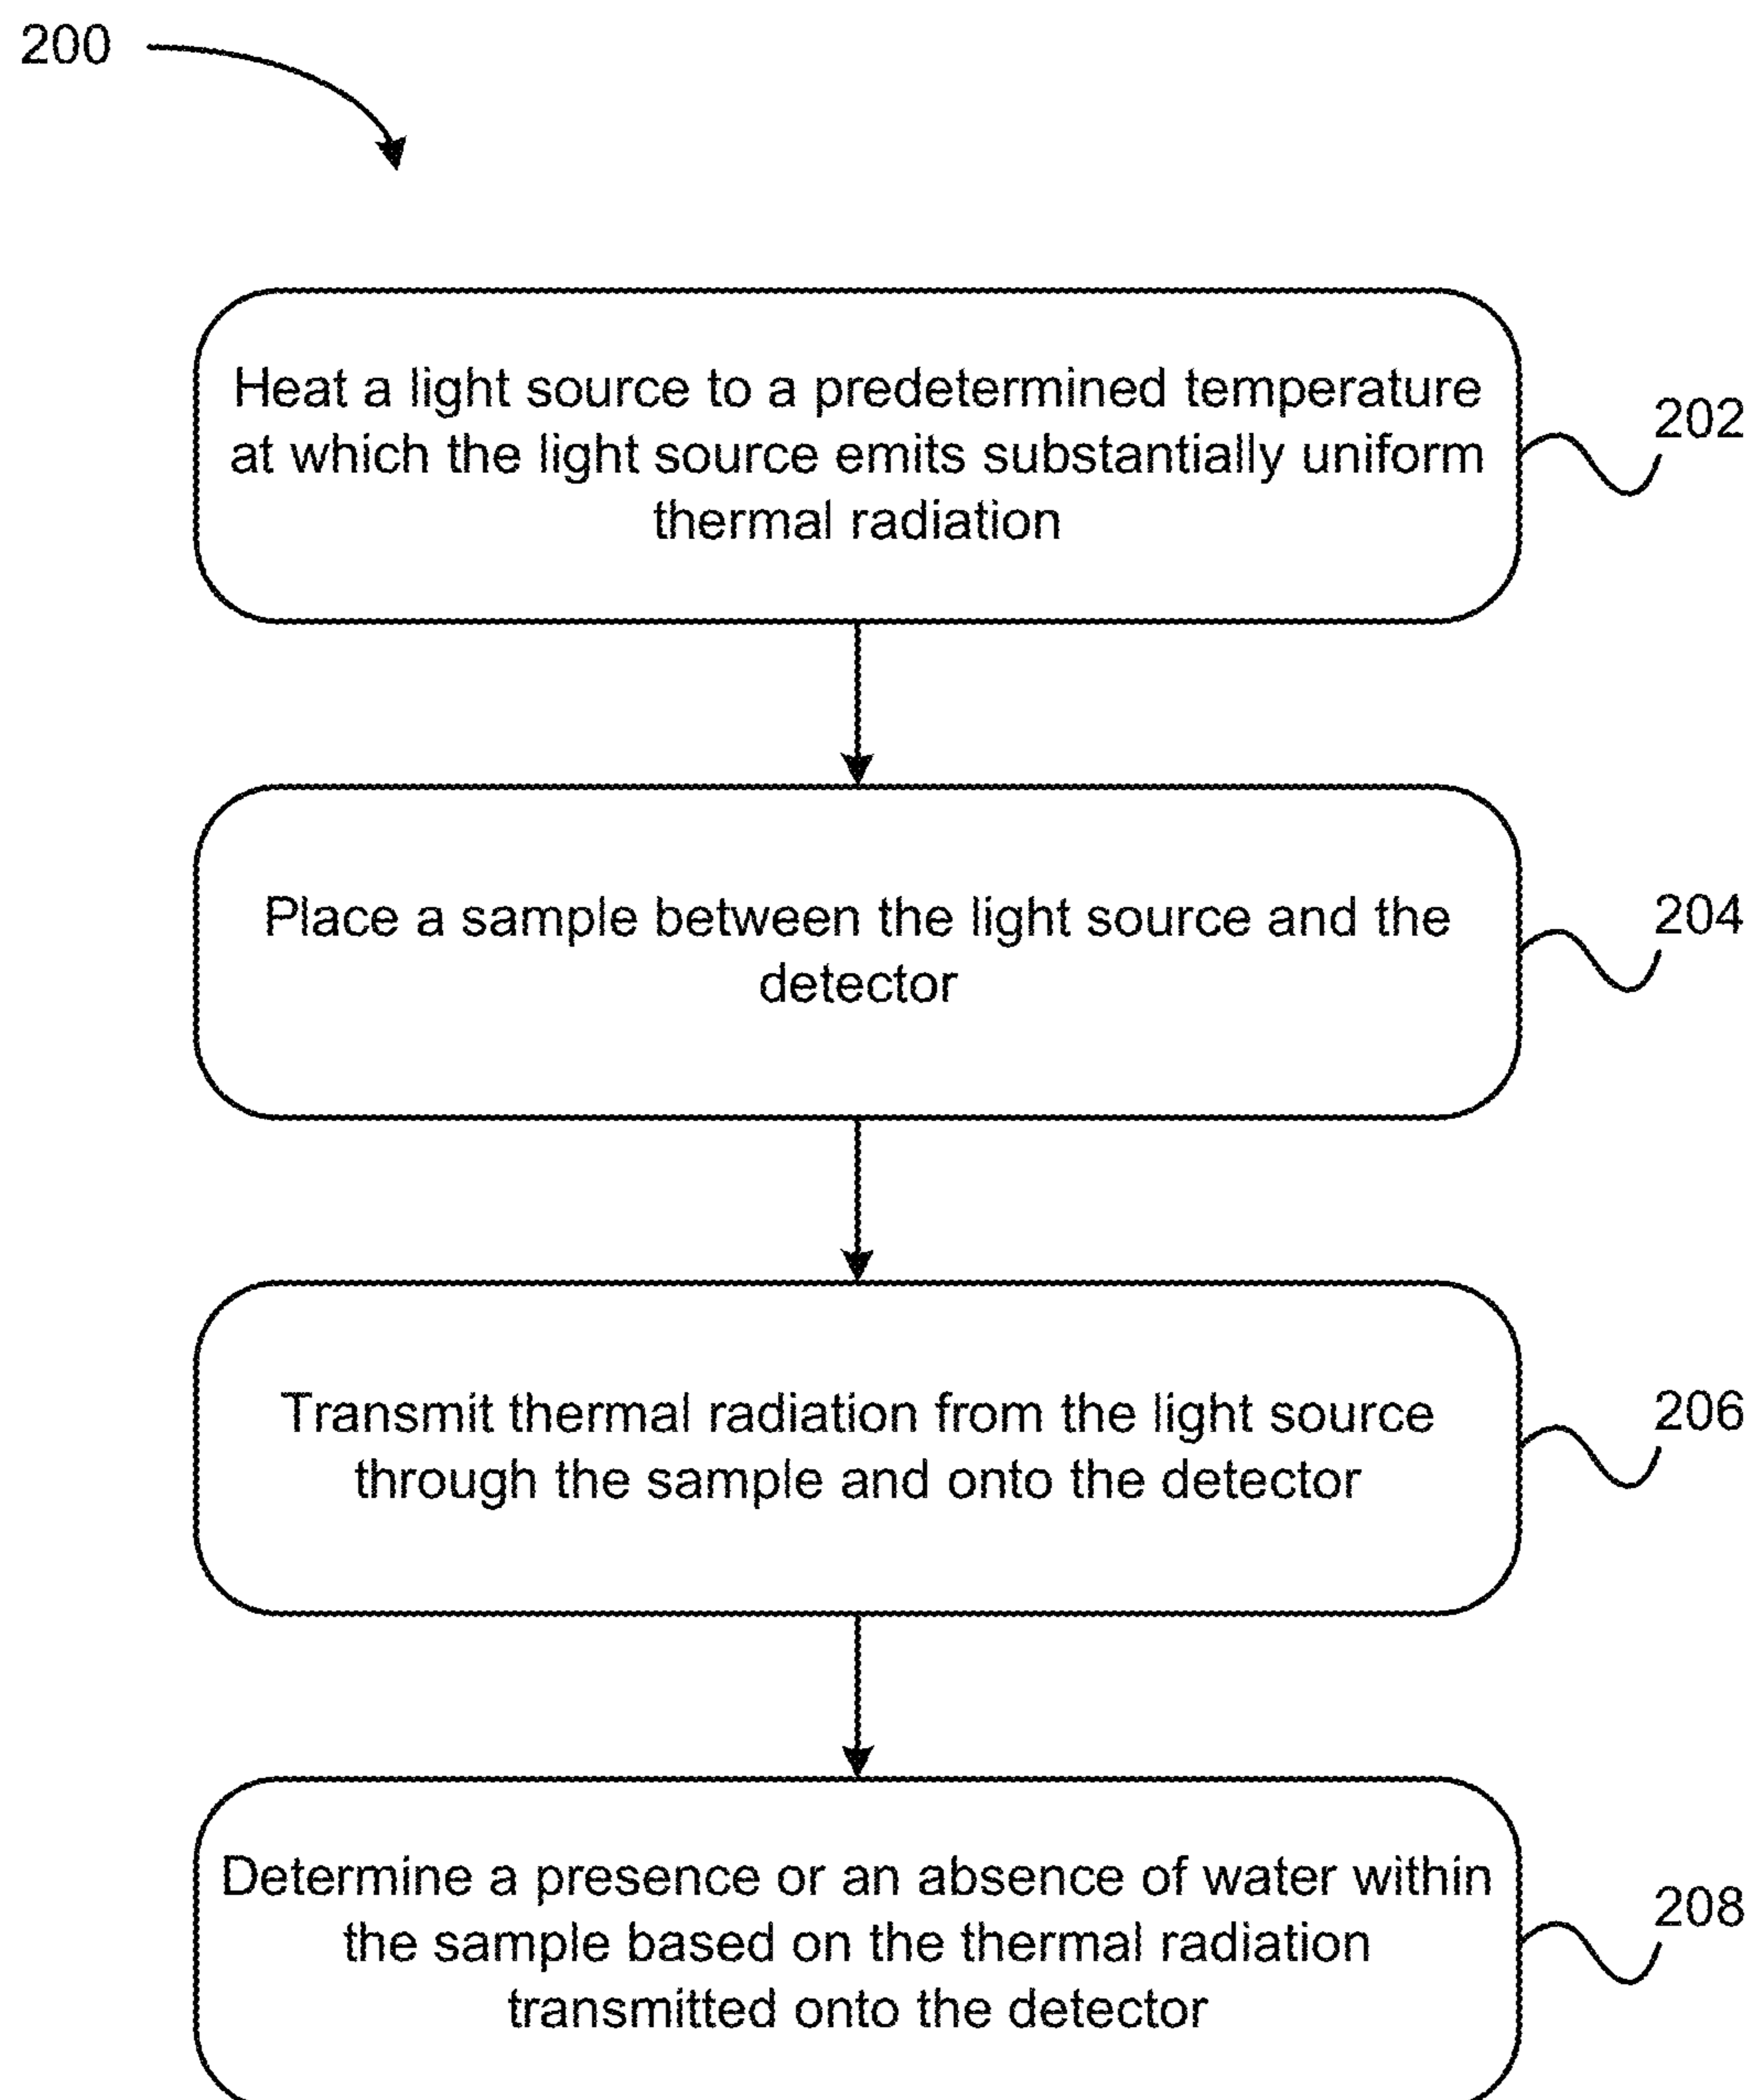 200
Heat a light source to a predetermined temperature
at which the light source emits substantially uniform
thermal radiation
202
Place a sample between the light source and the
detector
204
Transmit thermal radiation from the light source
through the sample and onto the detector
206
Determine a presence or an absence of water within
the sample based on the thermal radiation
transmitted onto the detector
208